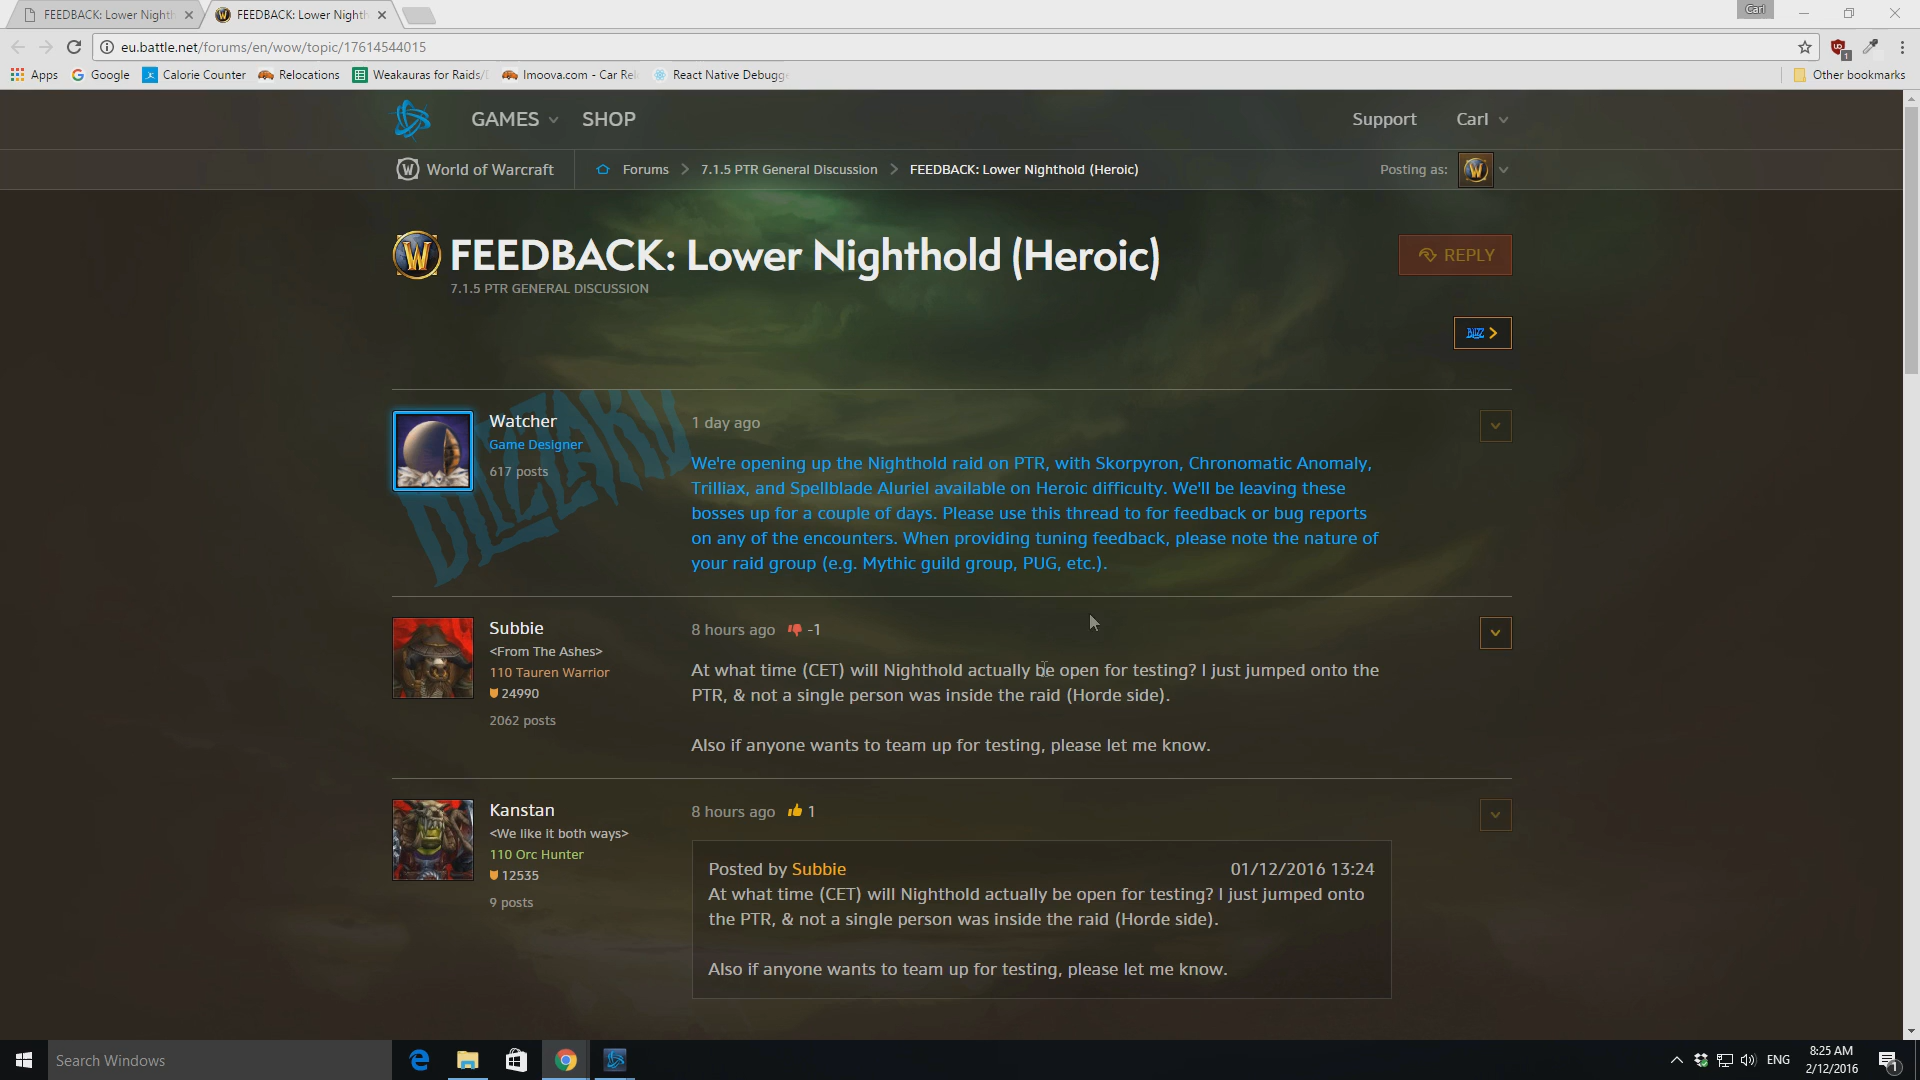 FEEDBACK: Lower Nighth
FEEDBACK: Lower Nighth
Carl
eu.battle.net/forums/en/wow/topic/17614544015
Apps
Google
Calorie Counter
Relocations
Weakauras for Raids/
Imoova.com - Car Re
React Native Debugg
Other bookmarks
GAMES
SHOP
Support
Carl
World of Warcraft
Forums
7.1.5 PTR General Discussion
FEEDBACK: Lower Nighthold (Heroic)
Posting as:
FEEDBACK: Lower Nighthold (Heroic)
7.1.5 PTR GENERAL DISCUSSION
REPLY
BLIZZ
BLIZZARD
Watcher
Game Designer
617 posts
1 day ago
We're opening up the Nighthold raid on PTR, with Skorpyron, Chronomatic Anomaly,
Trilliax, and Spellblade Aluriel available on Heroic difficulty. We'll be leaving these
bosses up for a couple of days. Please use this thread to for feedback or bug reports
on any of the encounters. When providing tuning feedback, please note the nature of
your raid group (e.g. Mythic guild group, PUG, etc.).
Subbie
<From The Ashes>
110 Tauren Warrior
24990
2062 posts
8 hours ago -1
At what time (CET) will Nighthold actually be open for testing? I just jumped onto the
PTR, & not a single person was inside the raid (Horde side).
Also if anyone wants to team up for testing, please let me know.
Kanstan
<We like it both ways>
110 Orc Hunter
12535
9 posts
8 hours ago 1
Posted by Subbie
01/12/2016 13:24
At what time (CET) will Nighthold actually be open for testing? I just jumped onto
the PTR, & not a single person was inside the raid (Horde side).
Also if anyone wants to team up for testing, please let me know.
Search Windows
ENG
8:25 AM
2/12/2016
1